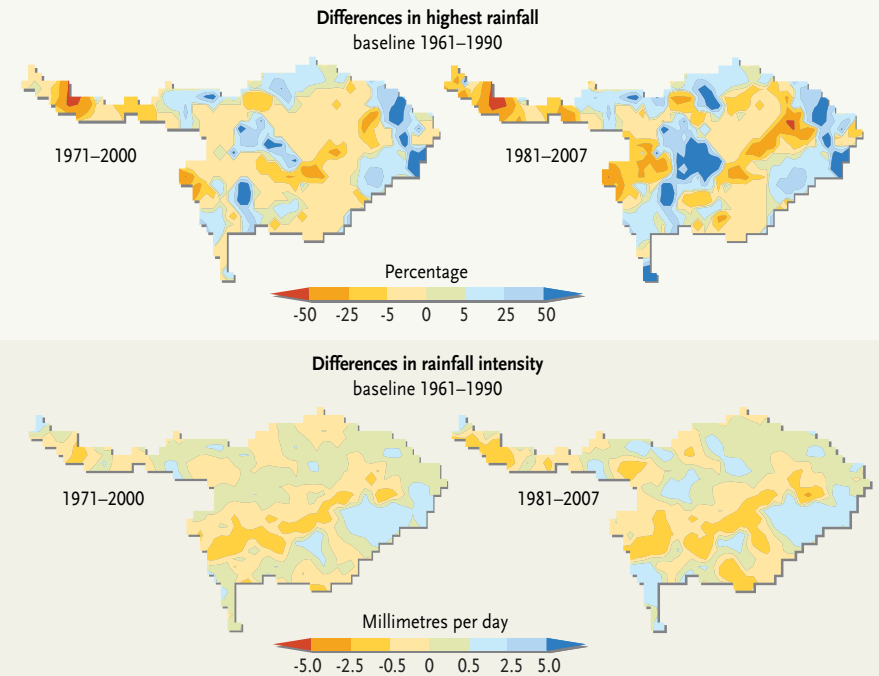 Differences in highest rainfall
baseline 1961–1990
1971–2000
1981–2007
Percentage
-50 -25 -5 0 5 25 50
Differences in rainfall intensity
baseline 1961–1990
1971–2000
1981–2007
Millimetres per day
-5.0 -2.5 -0.5 0 0.5 2.5 5.0